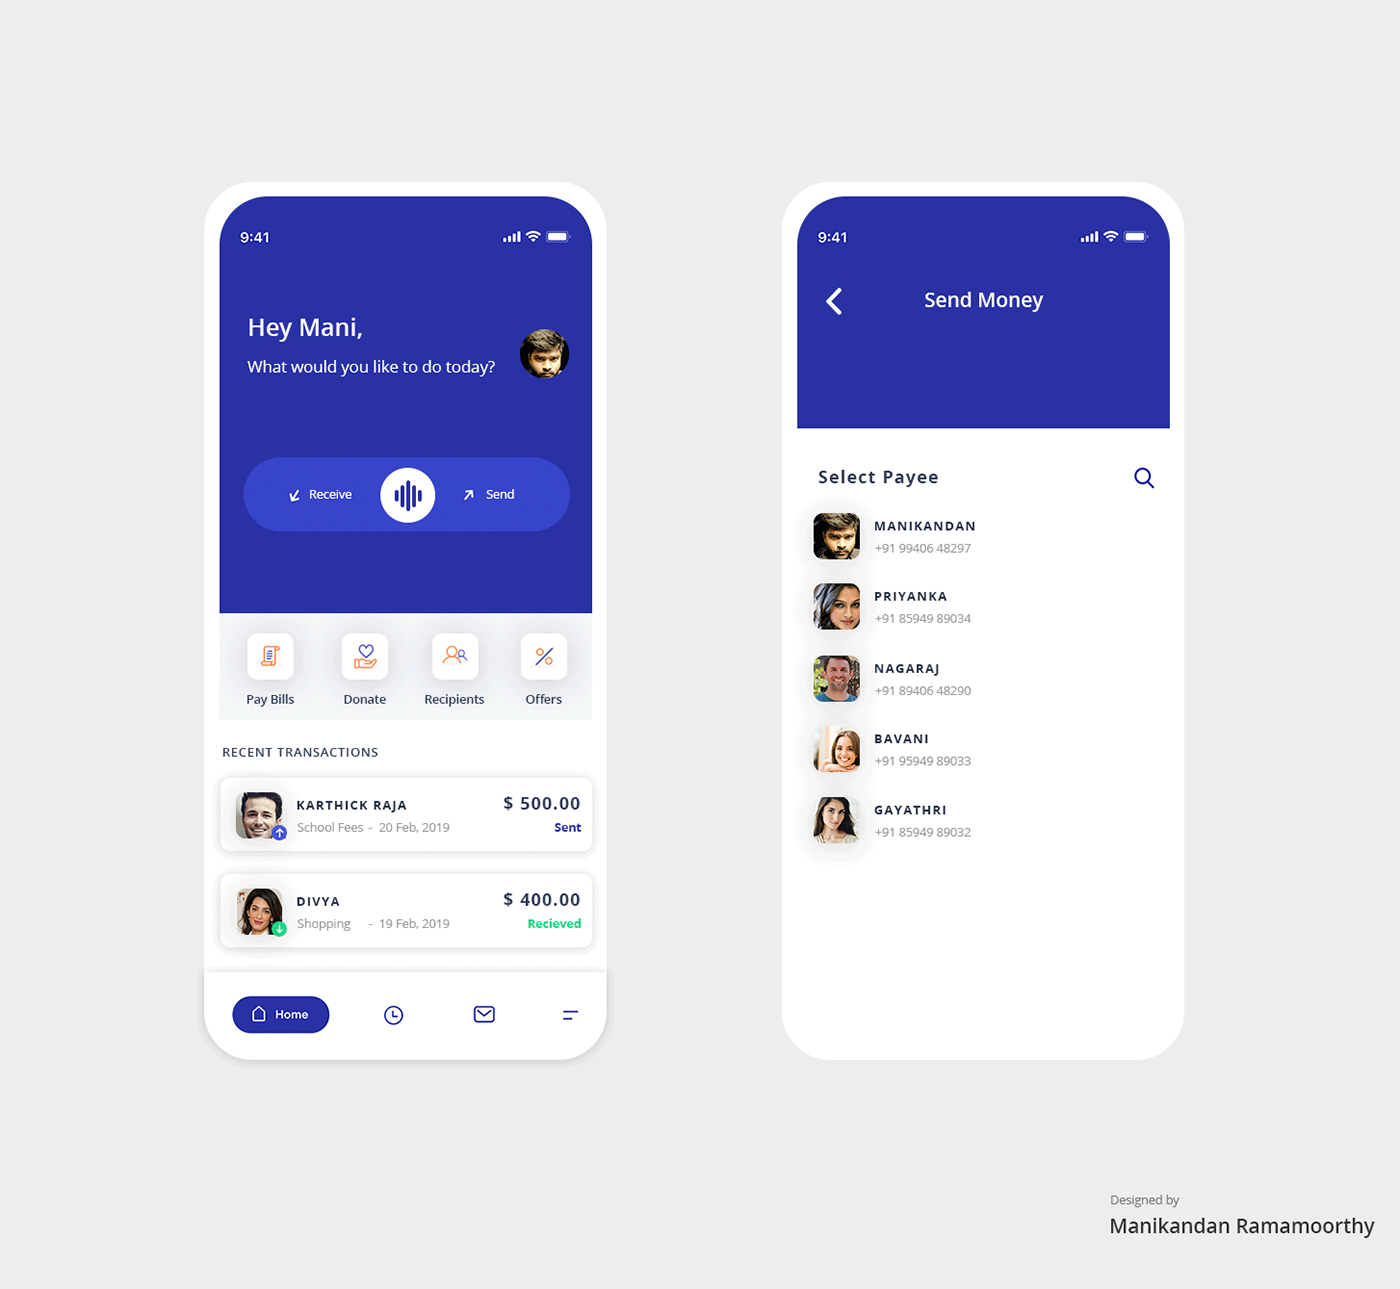 9:41
Hey Mani,
What would you like to do today?
Receive
Send
Pay Bills
Donate
Recipients
Offers
RECENT TRANSACTIONS
KARTHICK RAJA
$ 500.00
School Fees - 20 Feb, 2019
Sent
DIVYA
$ 400.00
Shopping - 19 Feb, 2019
Recieved
Home
9:41
Send Money
Select Payee
MANIKANDAN
+91 99406 48297
PRIYANKA
+91 85949 89034
NAGARAJ
+91 89406 48290
BAVANI
+91 95949 89033
GAYATHRI
+91 85949 89032
Designed by
Manikandan Ramamoorthy